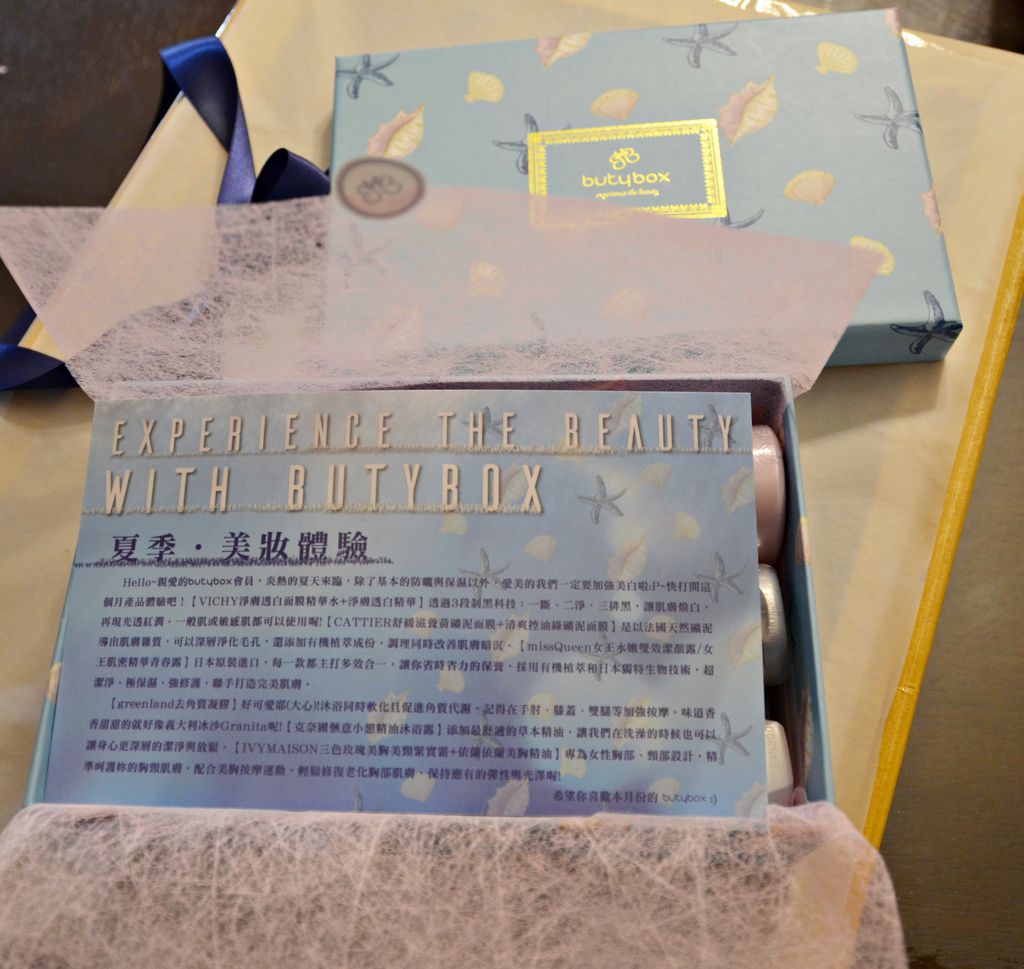 butybox
Experience the beauty
EXPERIENCE THE BEAUTY
WITH BUTYBOX
夏季·美妝體驗
Hello~親愛的butybox會員，炎熱的夏天來臨，除了基本的防曬與保濕以外，愛美的我們一定要加強美白啦:P~快打開這
個月產品體驗吧！【VICHY淨膚透白面膜精華水+淨膚透白精華】透過3段制黑科技：一斷、二淨、三排黑，讓肌膚煥白，
再現光透紅潤，一般肌或敏感肌都可以使用喔!【CATTIER舒緩滋養黃礦泥面膜+清爽控油綠礦泥面膜】是以法國天然礦泥
導出肌膚雜質，可以深層淨化毛孔，還添加有機植萃成份，調理同時改善肌膚暗沉。【missQueen女王水嫩雙效潔顏露/女
王肌密精華青春露】日本原裝進口，每一款都主打多效合一，讓你省時省力的保養，採用有機植萃和日本獨特生物技術，超
潔淨、極保濕、強修護，聯手打造完美肌膚。
【greenland去角質凝膠】好可愛耶(大心)!沐浴同時軟化且促進角質代謝，記得在手肘、膝蓋、雙腿等加強按摩，味道香
香甜甜的就好像義大利冰沙Granita呢!【克奈圃愜意小憩精油沐浴露】添加最舒適的草本精油，讓我們在洗澡的時候也可以
讓身心更深層的潔淨與放鬆。【IVYMAISON三色玫瑰美胸美頸緊實霜+依蘭依蘭美胸精油】專為女性胸部、頸部設計，精
準呵護妳的胸頸肌膚，配合美胸按摩運動，輕鬆修復老化胸部肌膚，保持應有的彈性與光澤喔!
希望你喜歡本月份的 butybox :)